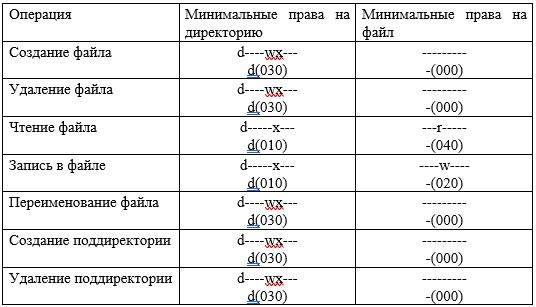 Операция
Минимальные права на
директорию
Минимальные права на
файл
Создание файла
d----wx---
d(030)
---------
-(000)
Удаление файла
d----wx---
d(030)
---------
-(000)
Чтение файла
d-----x---
d(010)
---r-----
-(040)
Запись в файле
d-----x---
d(010)
----w----
-(020)
Переименование файла
d----wx---
d(030)
---------
-(000)
Создание поддиректории
d----wx---
d(030)
---------
-(000)
Удаление поддиректории
d----wx---
d(030)
---------
-(000)